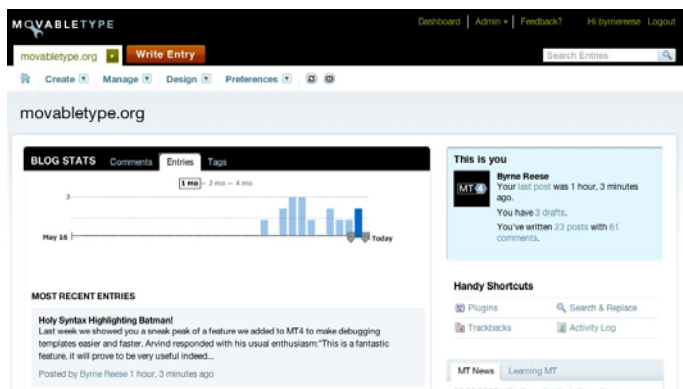 MOVABLETYPE
Dashboard Admin Feedback? Hi byrnereese Logout
movabletype.org Write Entry Search Entries
Create Manage Design Preferences
movabletype.org
BLOG STATS Comments Entries Tags
1 mo – 2 mo – 4 mo
3
May 16 Today
MOST RECENT ENTRIES
Holy Syntax Highlighting Batman!
Last week we showed you a sneak peak of a feature we added to MT4 to make debugging
templates easier and faster. Arvind responded with his usual enthusiasm:"This is a fantastic
feature, it will prove to be very useful indeed...
Posted by Byrne Reese 1 hour, 3 minutes ago
This is you
MT4
Byrne Reese
Your last post was 1 hour, 3 minutes
ago.
You have 3 drafts.
You've written 23 posts with 61
comments.
Handy Shortcuts
Plugins Search & Replace
Trackbacks Activity Log
MT News Learning MT